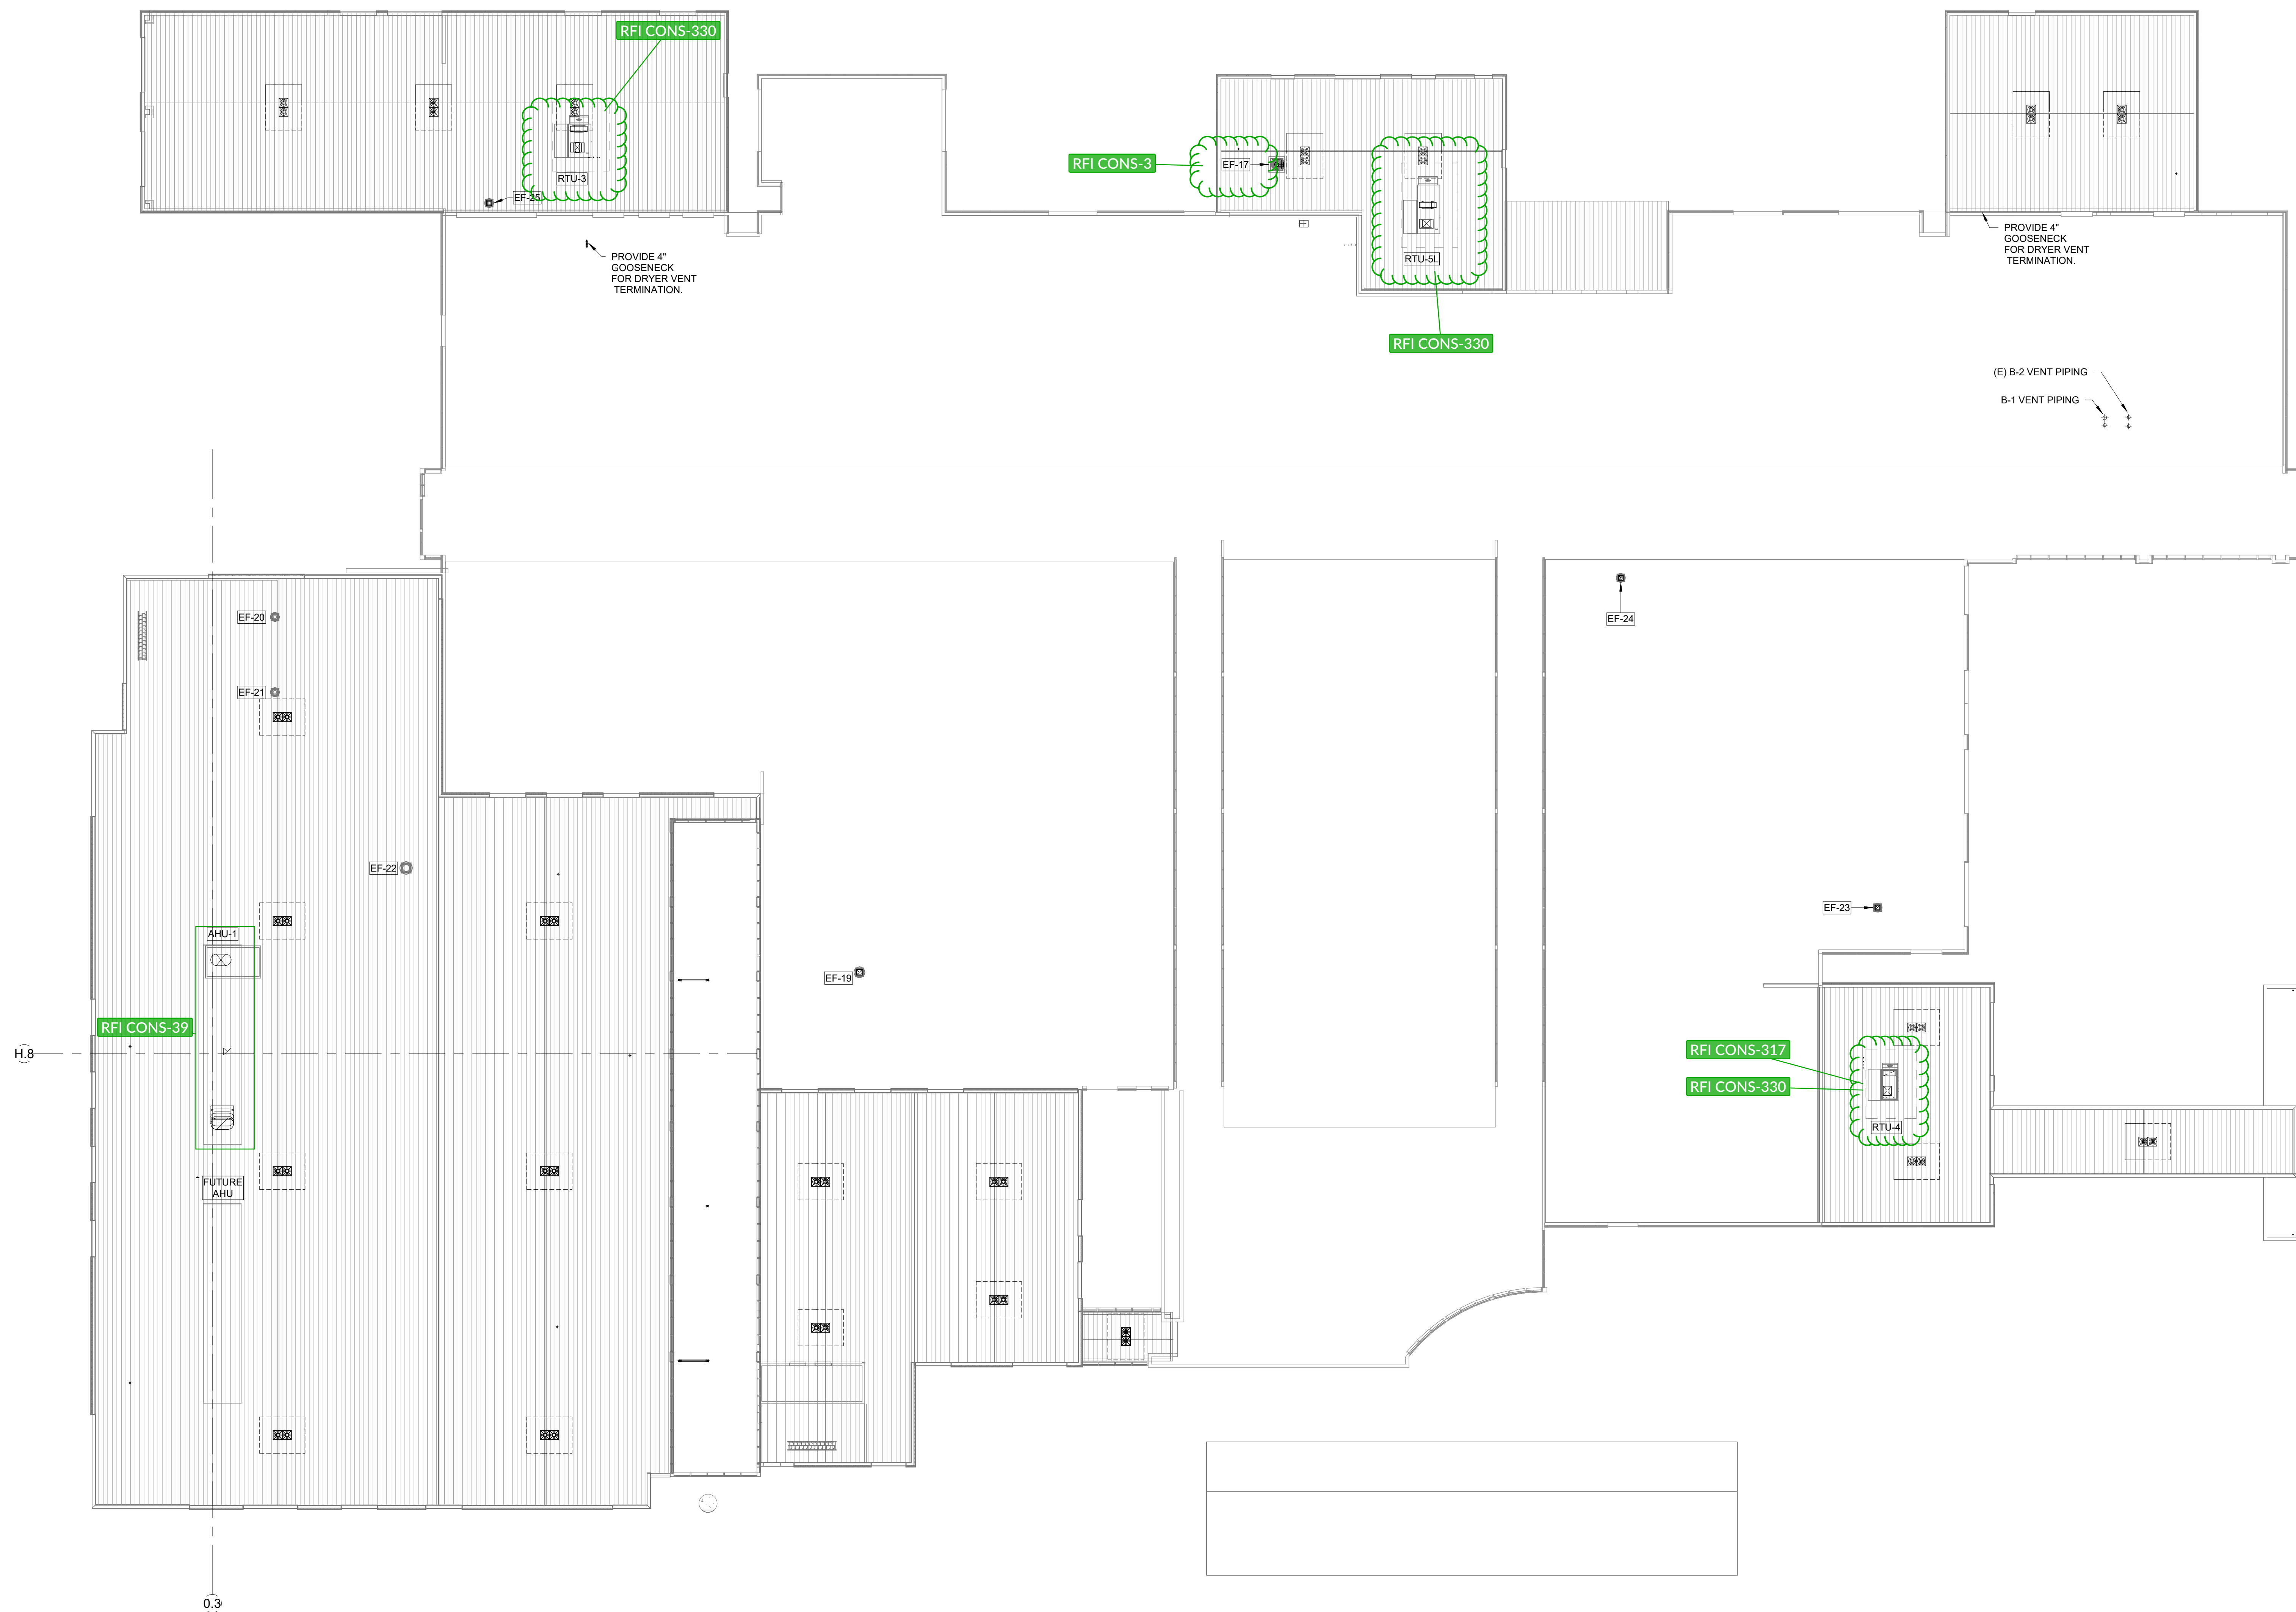 RFI CONS-330
RTU-3
EF-25
PROVIDE 4"
GOOSENECK
FOR DRYER VENT
TERMINATION.
RFI CONS-3
EF-17
RTU-5L
RFI CONS-330
PROVIDE 4"
GOOSENECK
FOR DRYER VENT
TERMINATION.
(E) B-2 VENT PIPING
B-1 VENT PIPING
EF-20
EF-24
EF-21
EF-22
EF-23
AHU-1
EF-19
RFI CONS-39
H.8
RFI CONS-317
RFI CONS-330
RTU-4
FUTURE
AHU
0.3